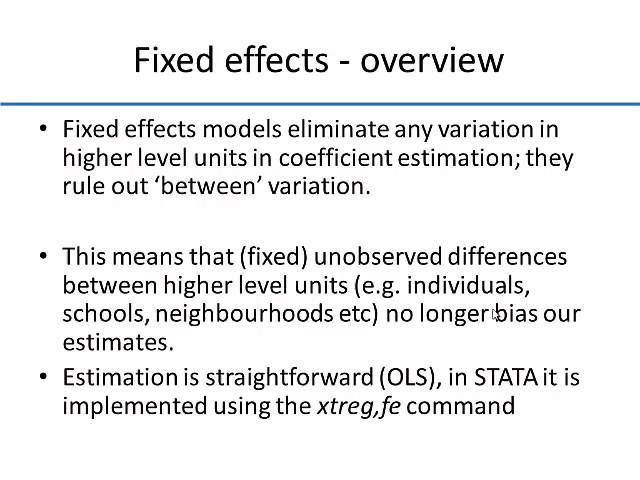 Fixed effects - overview
• Fixed effects models eliminate any variation in
higher level units in coefficient estimation; they
rule out ‘between’ variation.
• This means that (fixed) unobserved differences
between higher level units (e.g. individuals,
schools, neighbourhoods etc) no longer bias our
estimates.
• Estimation is straightforward (OLS), in STATA it is
implemented using the xtreg,fe command